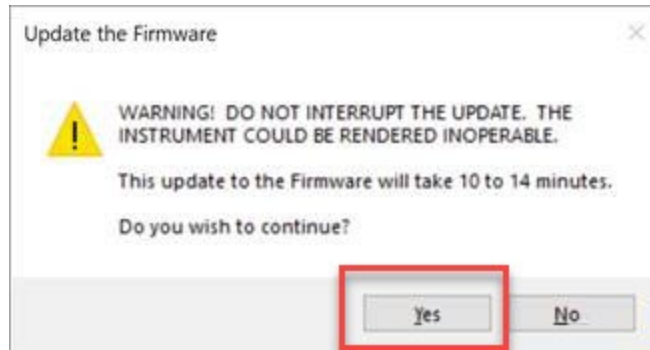 Update the Firmware
WARNING! DO NOT INTERRUPT THE UPDATE. THE
INSTRUMENT COULD BE RENDERED INOPERABLE.
This update to the Firmware will take 10 to 14 minutes.
Do you wish to continue?
Yes No